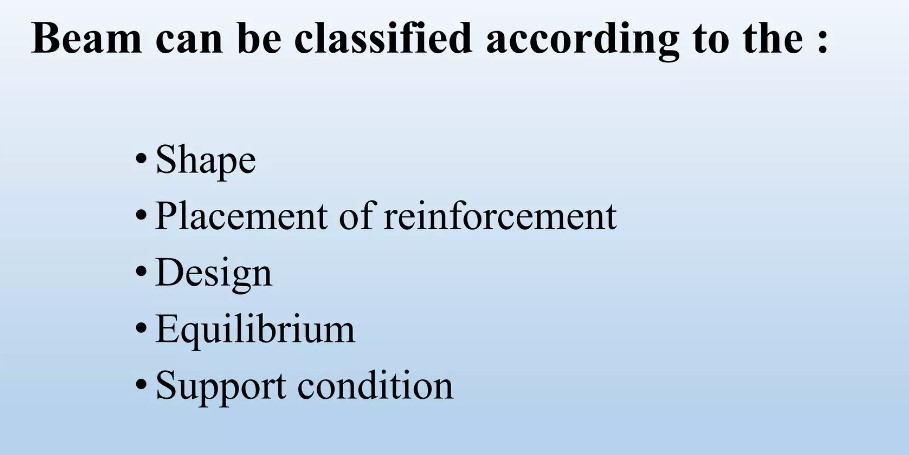 Beam can be classified according to the :
• Shape
• Placement of reinforcement
• Design
• Equilibrium
• Support condition